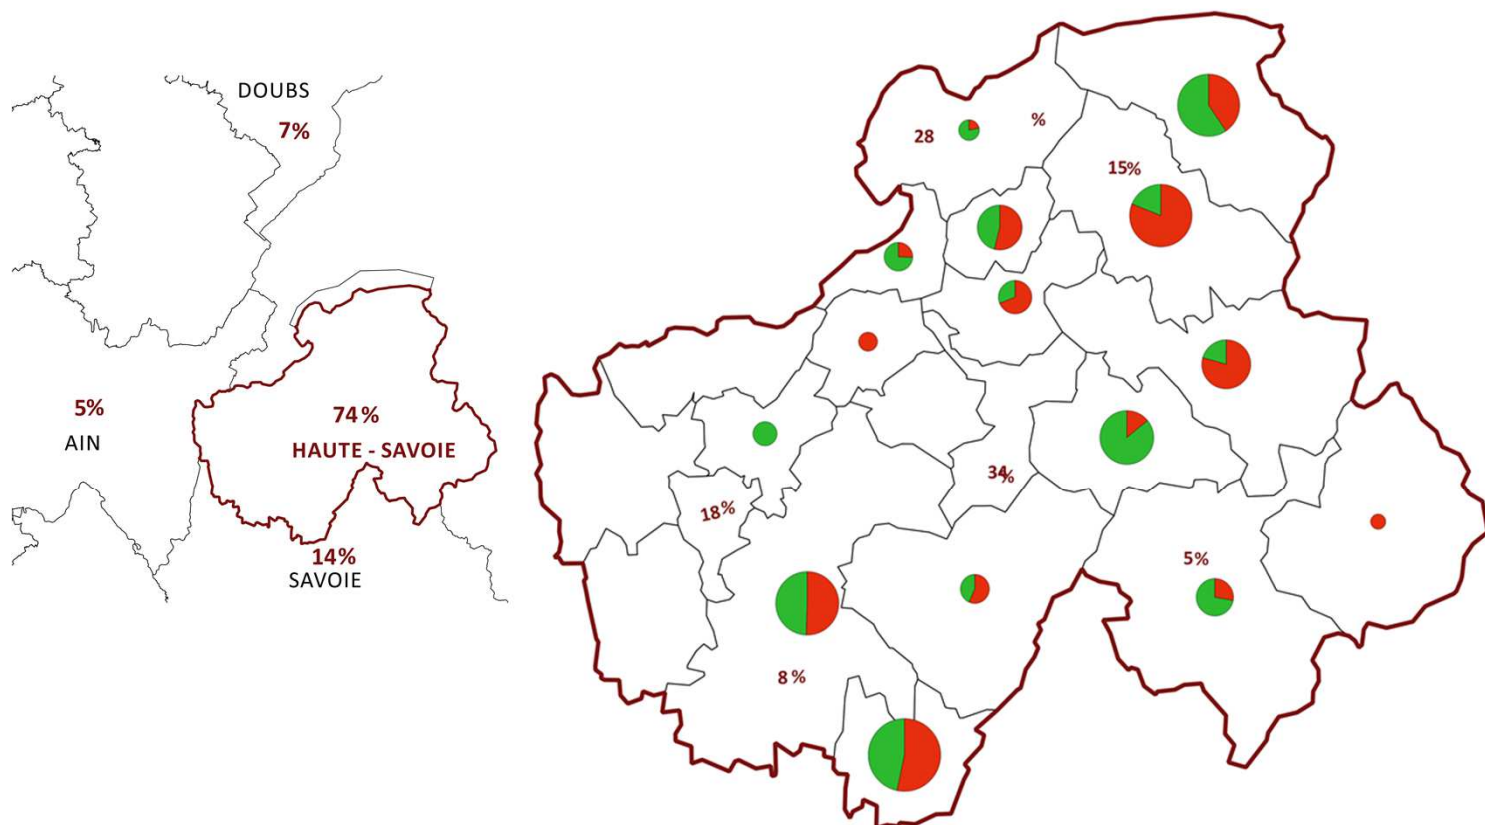 DOUBS
7%
5%
AIN
74%
HAUTE - SAVOIE
14%
SAVOIE
28 %
15%
34%
18%
5%
8 %